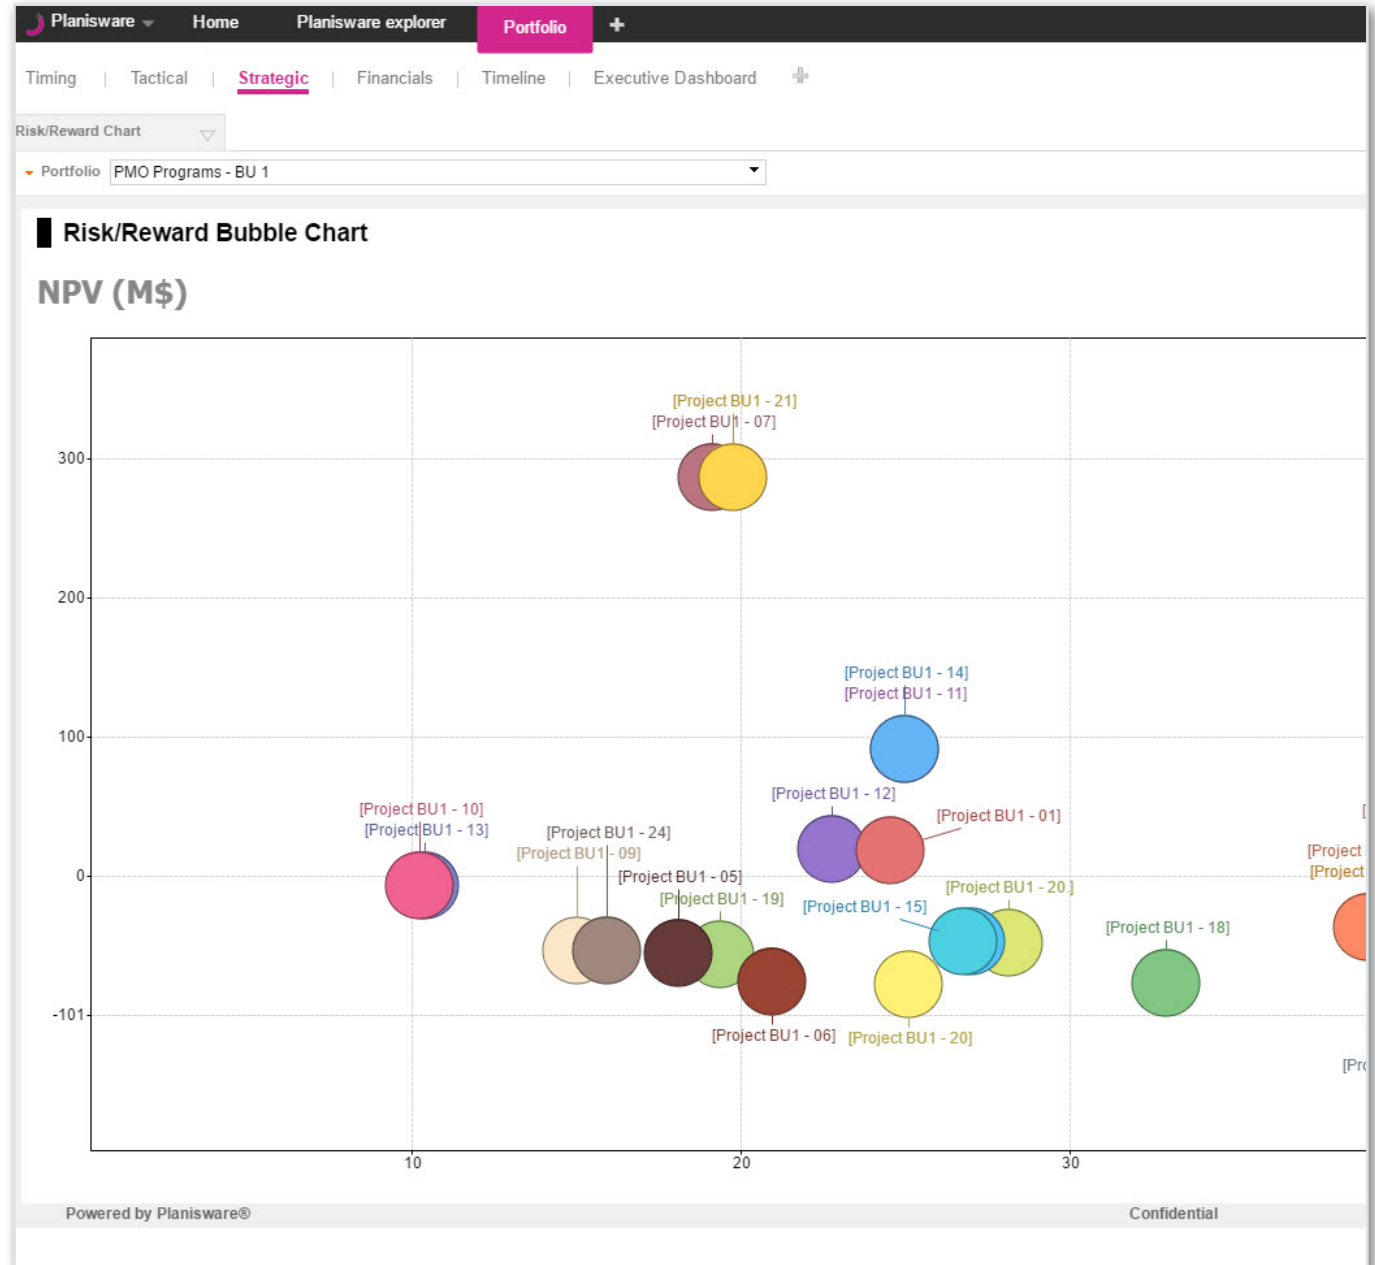 Planisware Home Planisware explorer Portfolio +
Timing | Tactical | Strategic | Financials | Timeline | Executive Dashboard
Risk/Reward Chart
Portfolio PMO Programs - BU 1
Risk/Reward Bubble Chart
NPV (M$)
[Project BU1 - 21]
[Project BU1 - 07]
300
200
[Project BU1 - 14]
[Project BU1 - 11]
100
[Project BU1 - 12]
[Project BU1 - 10]
[Project BU1 - 01]
[Project BU1 - 13]
[Project BU1 - 24]
[Project BU1 - 09]
[Project
0
[Project BU1 - 05]
[Project
[Project BU1 - 20.]
[Project BU1 - 19]
[Project BU1 - 15]
[Project BU1 - 18]
-101
[Project BU1 - 06]
[Project BU1 - 20]
10 20 30
Powered by Planisware® Confidential